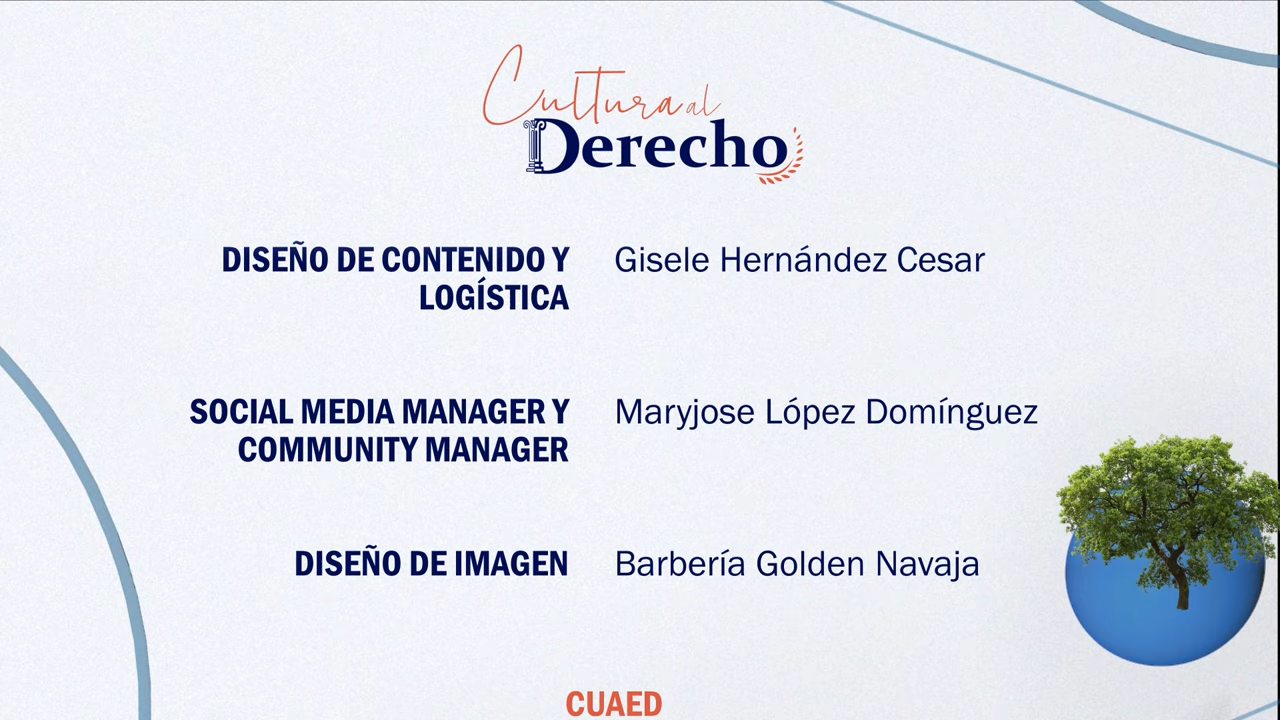 Cultura al
Derecho
DISEÑO DE CONTENIDO Y Gisele Hernández Cesar
LOGÍSTICA
SOCIAL MEDIA MANAGER Y Maryjose López Domínguez
COMMUNITY MANAGER
DISEÑO DE IMAGEN Barbería Golden Navaja
CUAED